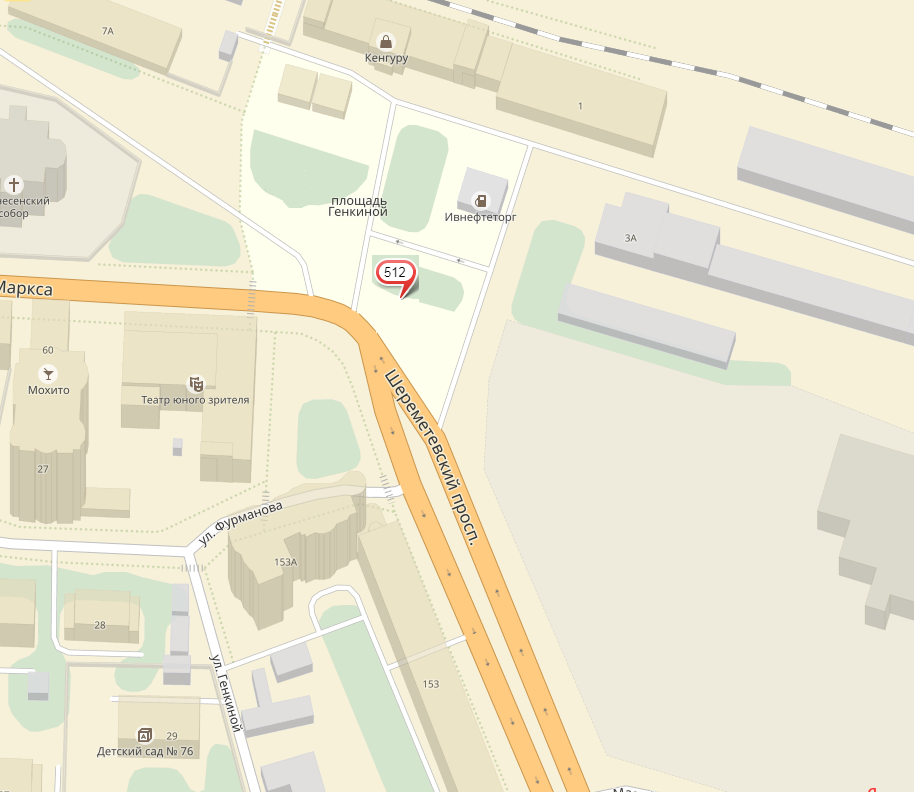 7А
Кенгуру
1
несенский
собор
площадь
Генкиной
Ивнефтеторг
3А
512
Маркса
60
Мохито
Театр юного зрителя
Шереметевский просп.
27
ул. Фурманова
153А
28
ул. Генкиной
153
29
Детский сад № 76